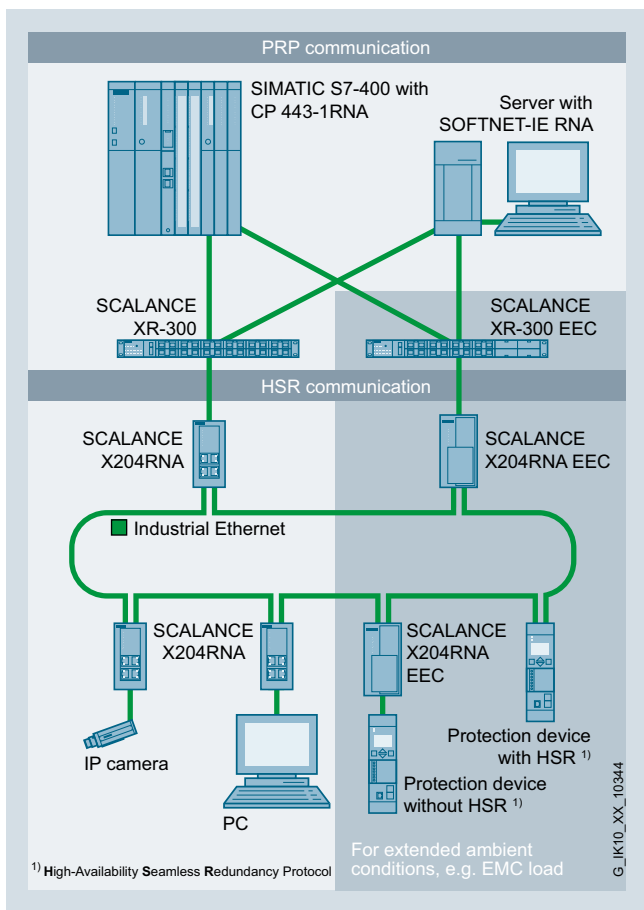 PRP communication
SIMATIC S7-400 with
CP 443-1RNA
Server with
SOFTNET-IE RNA
SCALANCE
XR-300
SCALANCE
XR-300 EEC
HSR communication
SCALANCE
X204RNA
SCALANCE
X204RNA EEC
Industrial Ethernet
SCALANCE
X204RNA
SCALANCE
X204RNA
EEC
IP camera
PC
Protection device
with HSR 1)
Protection device
without HSR 1)
1) High-Availability Seamless Redundancy Protocol
For extended ambient
conditions, e.g. EMC load
G_IK10_XX_10344